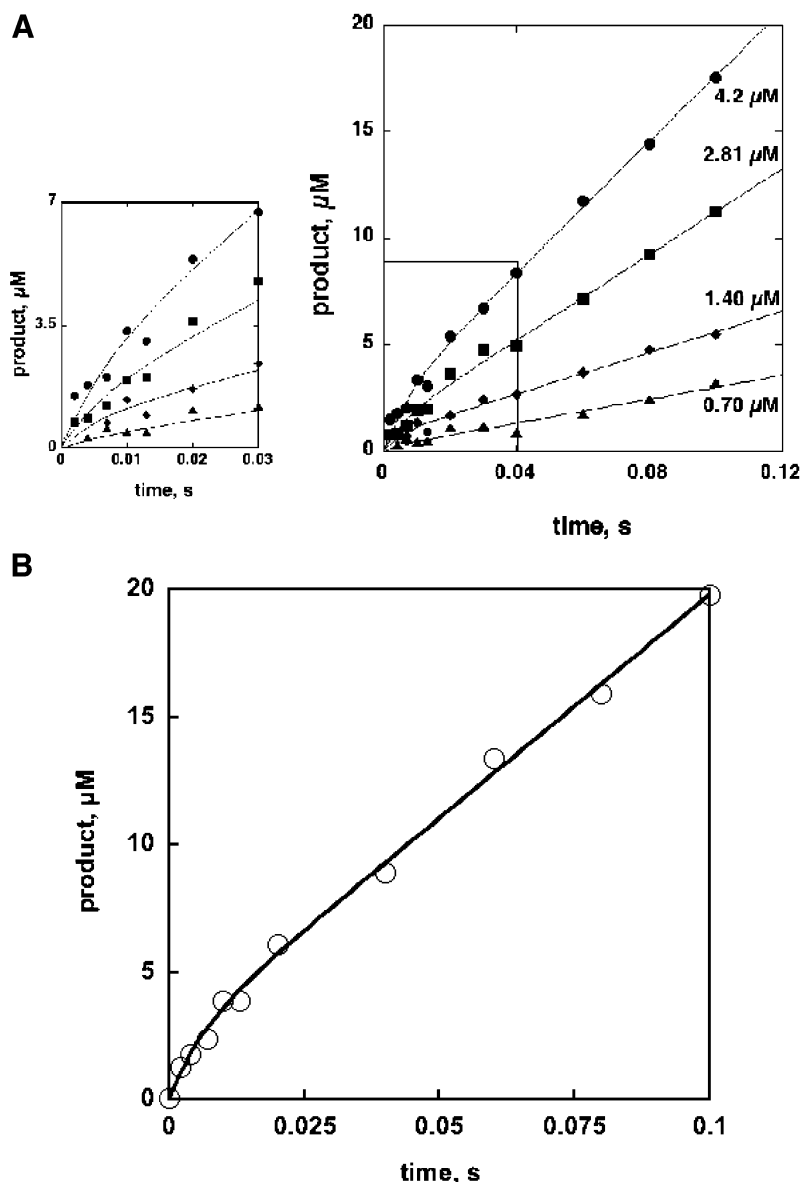 A
7
3.5
0
product, µM
0
0.01
0.02
0.03
time, s
20
15
10
5
0
product, µM
4.2 µM
2.81 µM
1.40 µM
0.70 µM
0
0.04
0.08
0.12
time, s
B
20
15
10
5
0
product, µM
0
0.025
0.05
0.075
0.1
time, s